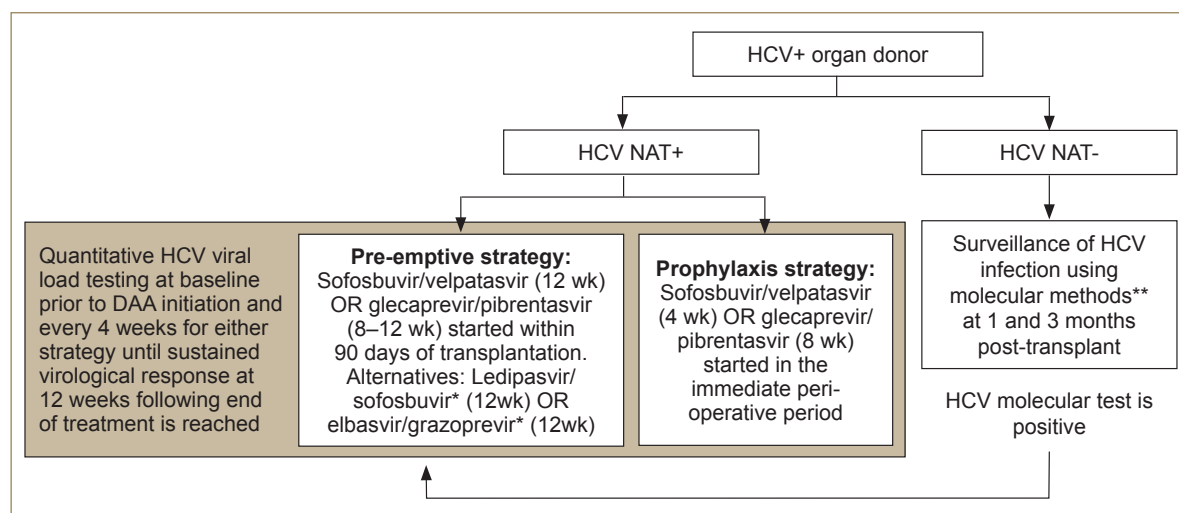 HCV+ organ donor
HCV NAT+
HCV NAT-
Quantitative HCV viral
load testing at baseline
prior to DAA initiation and
every 4 weeks for either
strategy until sustained
virological response at
12 weeks following end
of treatment is reached
Pre-emptive strategy:
Sofosbuvir/velpatasvir (12 wk)
OR glecaprevir/pibrentasvir
(8–12 wk) started within
90 days of transplantation.
Alternatives: Ledipasvir/
sofosbuvir* (12wk) OR
elbasvir/grazoprevir* (12wk)
Prophylaxis strategy:
Sofosbuvir/velpatasvir
(4 wk) OR glecaprevir/
pibrentasvir (8 wk)
started in the
immediate peri-
operative period
Surveillance of HCV
infection using
molecular methods**
at 1 and 3 months
post-transplant
HCV molecular test is
positive